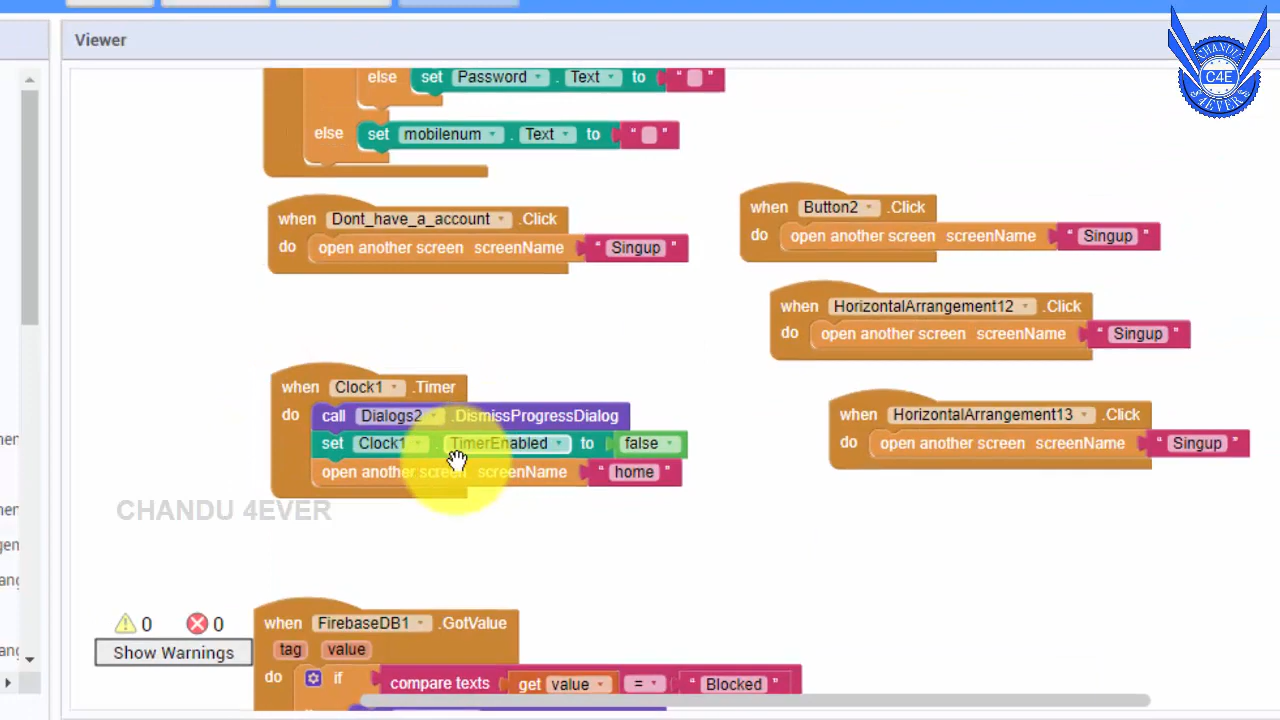 Viewer
CHANDU
C4E
4EVERS
else set Password . Text to " "
else set mobilenum . Text to " "
when Dont_have_a_account .Click
do open another screen screenName " Singup "
when Button2 .Click
do open another screen screenName " Singup "
when HorizontalArrangement12 .Click
do open another screen screenName " Singup "
when Clock1 .Timer
do call Dialogs2 .DismissProgressDialog
set Clock1 . TimerEnabled to false
open another screen screenName " home "
when HorizontalArrangement13 .Click
do open another screen screenName " Singup "
CHANDU 4EVER
0 0
Show Warnings
when FirebaseDB1 .GotValue
tag value
do if compare texts get value = " Blocked "